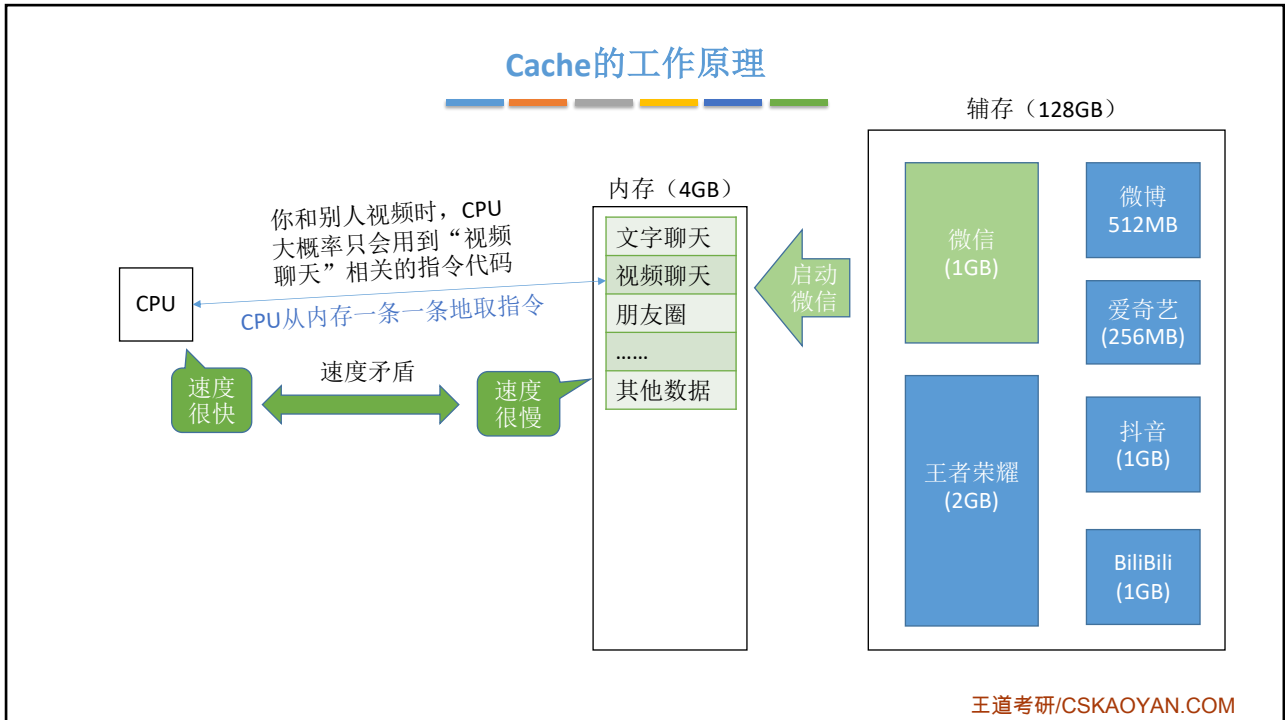 Cache的工作原理
辅存（128GB）
内存（4GB）
你和别人视频时，CPU
大概率只会用到“视频
聊天”相关的指令代码
CPU
CPU从内存一条一条地取指令
速度
很快
速度矛盾
速度
很慢
文字聊天
视频聊天
朋友圈
......
其他数据
启动
微信
微信
(1GB)
王者荣耀
(2GB)
微博
512MB
爱奇艺
(256MB)
抖音
(1GB)
BiliBili
(1GB)
王道考研/CSKAOYAN.COM